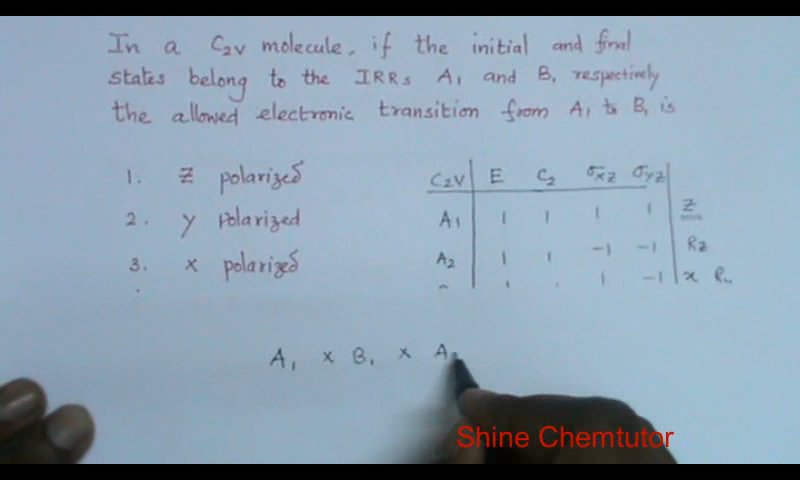 In a C2V molecule, if the initial and final
states belong to the IRRs A1 and B1 respectively
the allowed electronic transition from A1 to B1 is
1. Z polarized
2. y polarized
3. x polarized
C2V E C2 σxz σyz
A1 1 1 1 1 Z
A2 1 1 -1 -1 Rz
1 -1 x
A1 x B1 x A
Shine Chemtutor